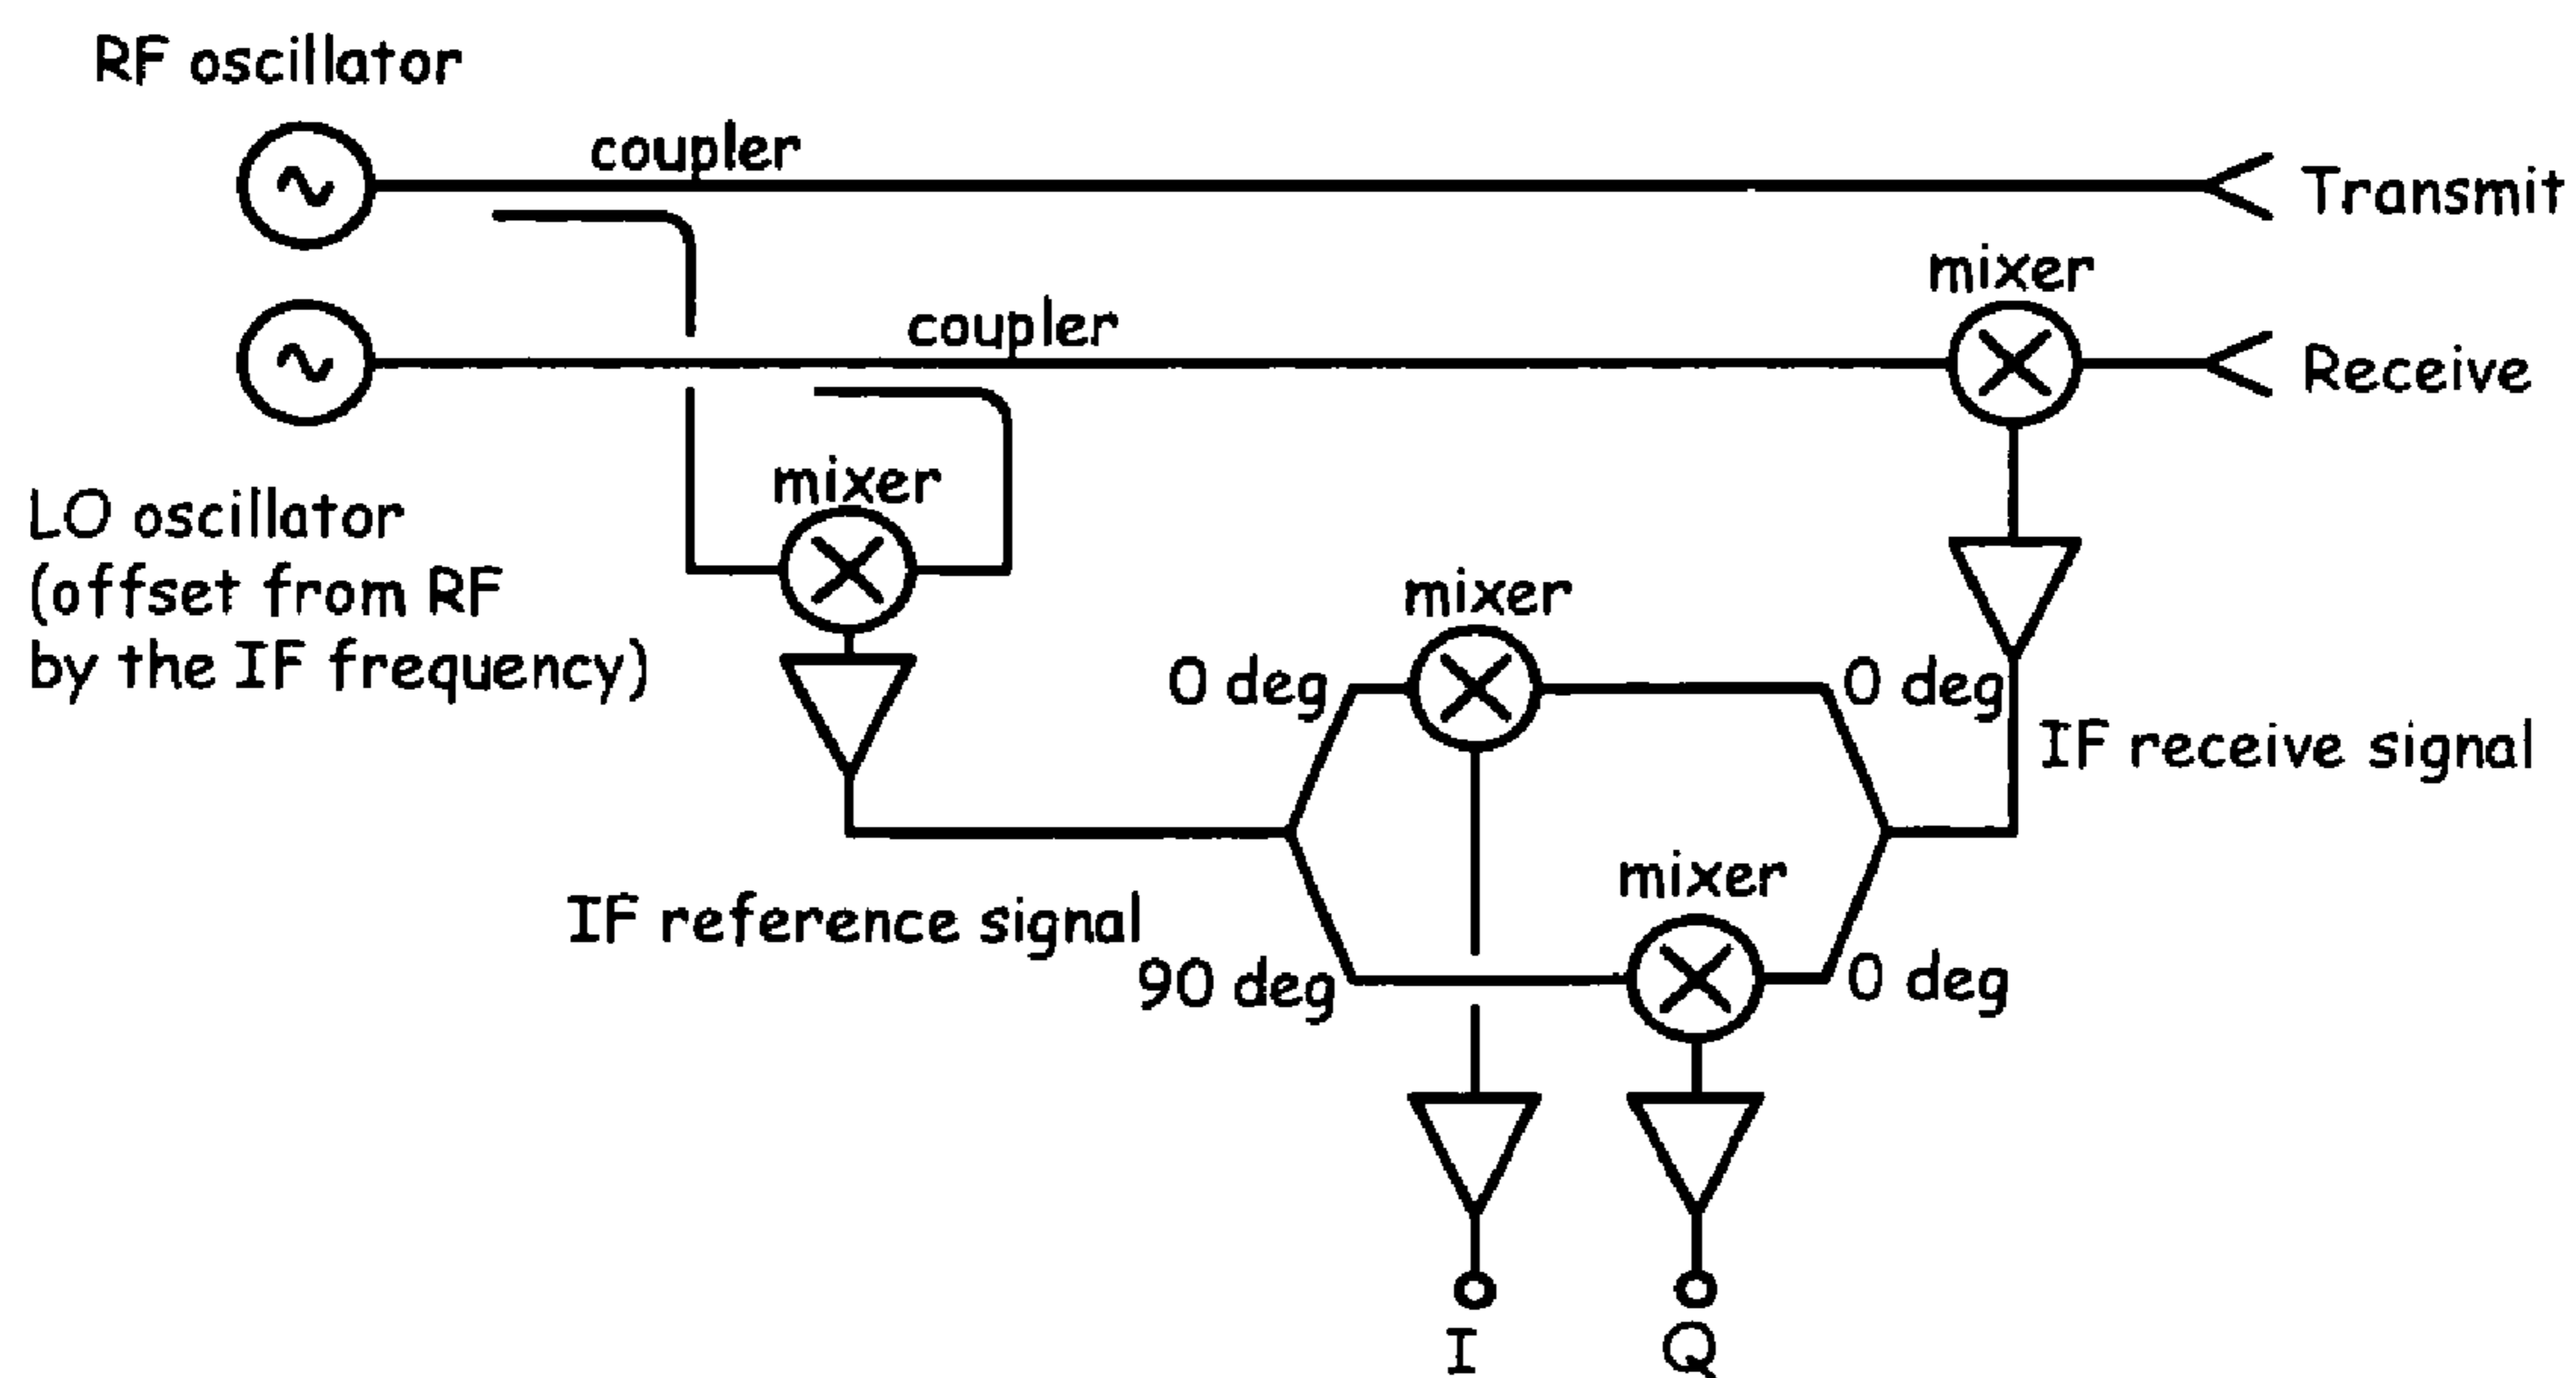 RF oscillator
coupler
Transmit
mixer
coupler
Receive
mixer
LO oscillator
(offset from RF
by the IF frequency)
mixer
0 deg
0 deg
IF receive signal
mixer
IF reference signal
90 deg
0 deg
I
Q